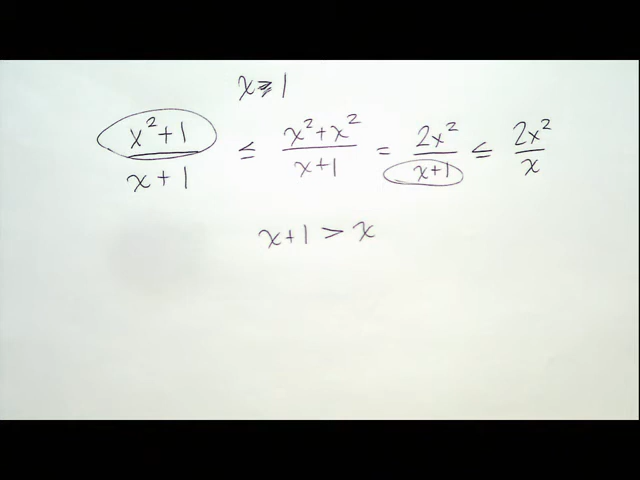 x ⩾ 1
(x²+1)/(x+1) ≤ (x²+x²)/(x+1) = 2x²/(x+1) ≤ 2x²/x
x+1 > x